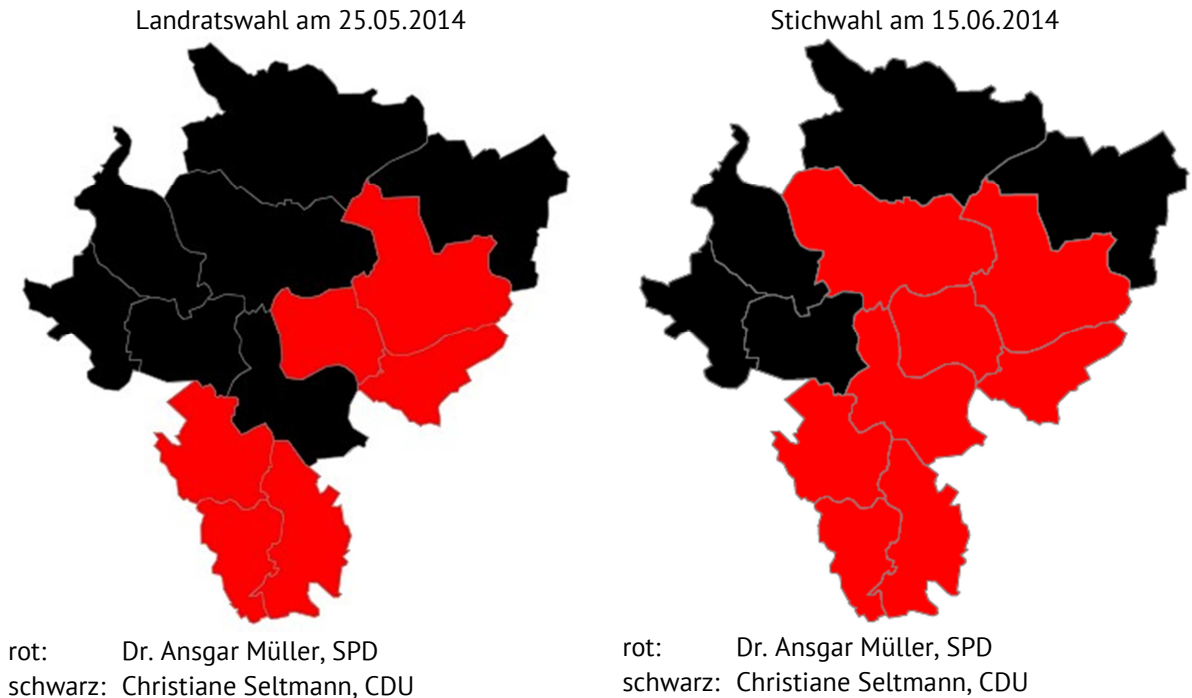 Landratswahl am 25.05.2014
Stichwahl am 15.06.2014
rot: Dr. Ansgar Müller, SPD
schwarz: Christiane Seltmann, CDU
rot: Dr. Ansgar Müller, SPD
schwarz: Christiane Seltmann, CDU